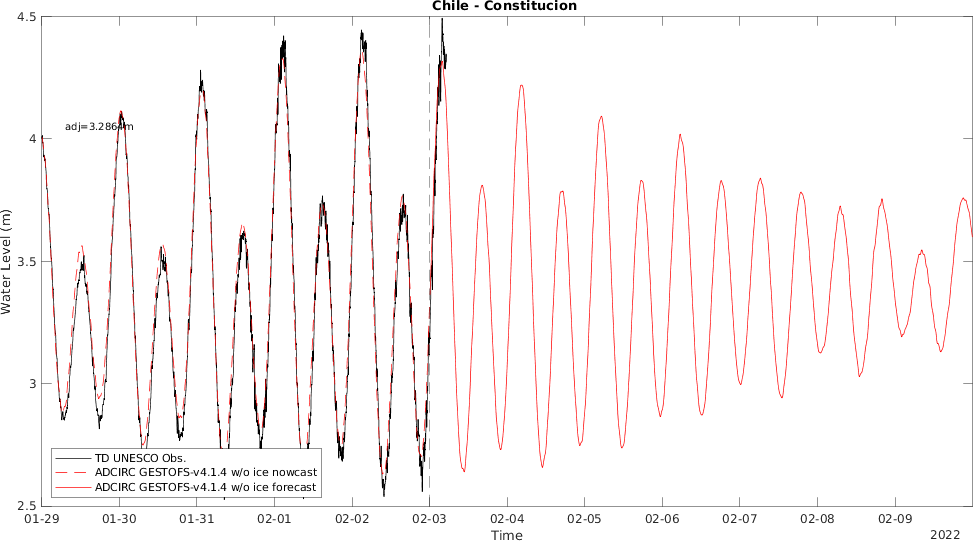 Chile - Constitucion
4.5
4
3.5
3
2.5
Water Level (m)
adj=3.2864m
TD UNESCO Obs.
ADCIRC GESTOFS-v4.1.4 w/o ice nowcast
ADCIRC GESTOFS-v4.1.4 w/o ice forecast
01-29 01-30 01-31 02-01 02-02 02-03 02-04 02-05 02-06 02-07 02-08 02-09
Time
2022